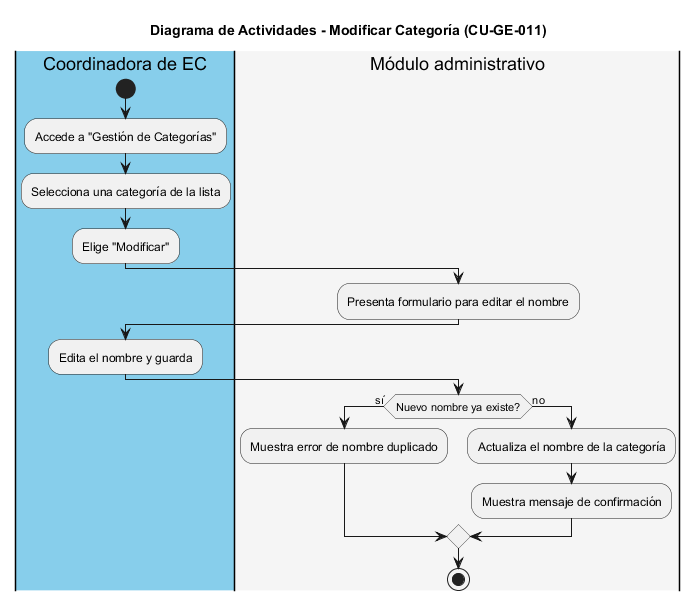 Diagrama de Actividades - Modificar Categoría (CU-GE-011)
Coordinadora de EC
Módulo administrativo
Accede a "Gestión de Categorías"
Selecciona una categoría de la lista
Elige "Modificar"
Presenta formulario para editar el nombre
Edita el nombre y guarda
sí
Nuevo nombre ya existe?
no
Muestra error de nombre duplicado
Actualiza el nombre de la categoría
Muestra mensaje de confirmación